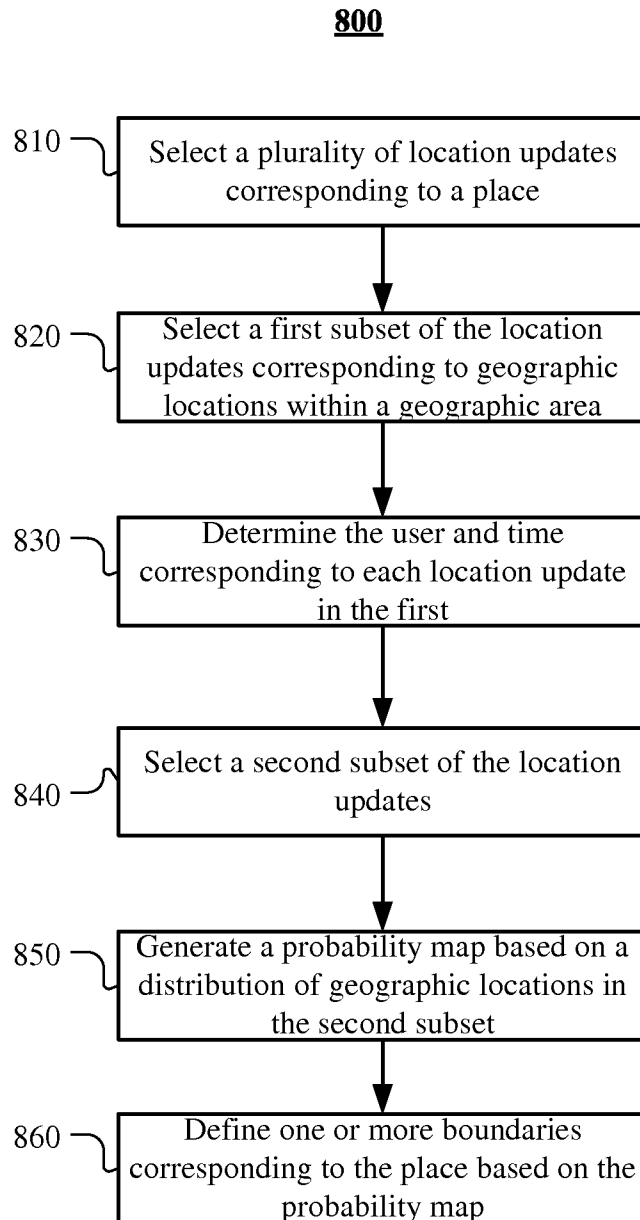 800
810
Select a plurality of location updates
corresponding to a place
820
Select a first subset of the location
updates corresponding to geographic
locations within a geographic area
830
Determine the user and time
corresponding to each location update
in the first
840
Select a second subset of the location
updates
850
Generate a probability map based on a
distribution of geographic locations in
the second subset
860
Define one or more boundaries
corresponding to the place based on the
probability map